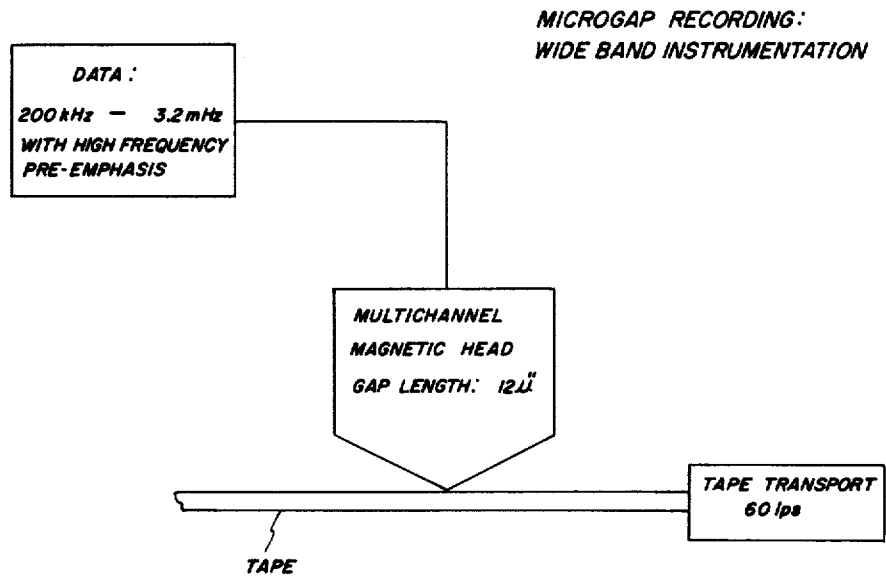 MICROGAP RECORDING:
WIDE BAND INSTRUMENTATION
DATA:
200 kHz — 3.2 mHz
WITH HIGH FREQUENCY
PRE-EMPHASIS
MULTICHANNEL
MAGNETIC HEAD
GAP LENGTH: 12µ"
TAPE TRANSPORT
60 ips
TAPE